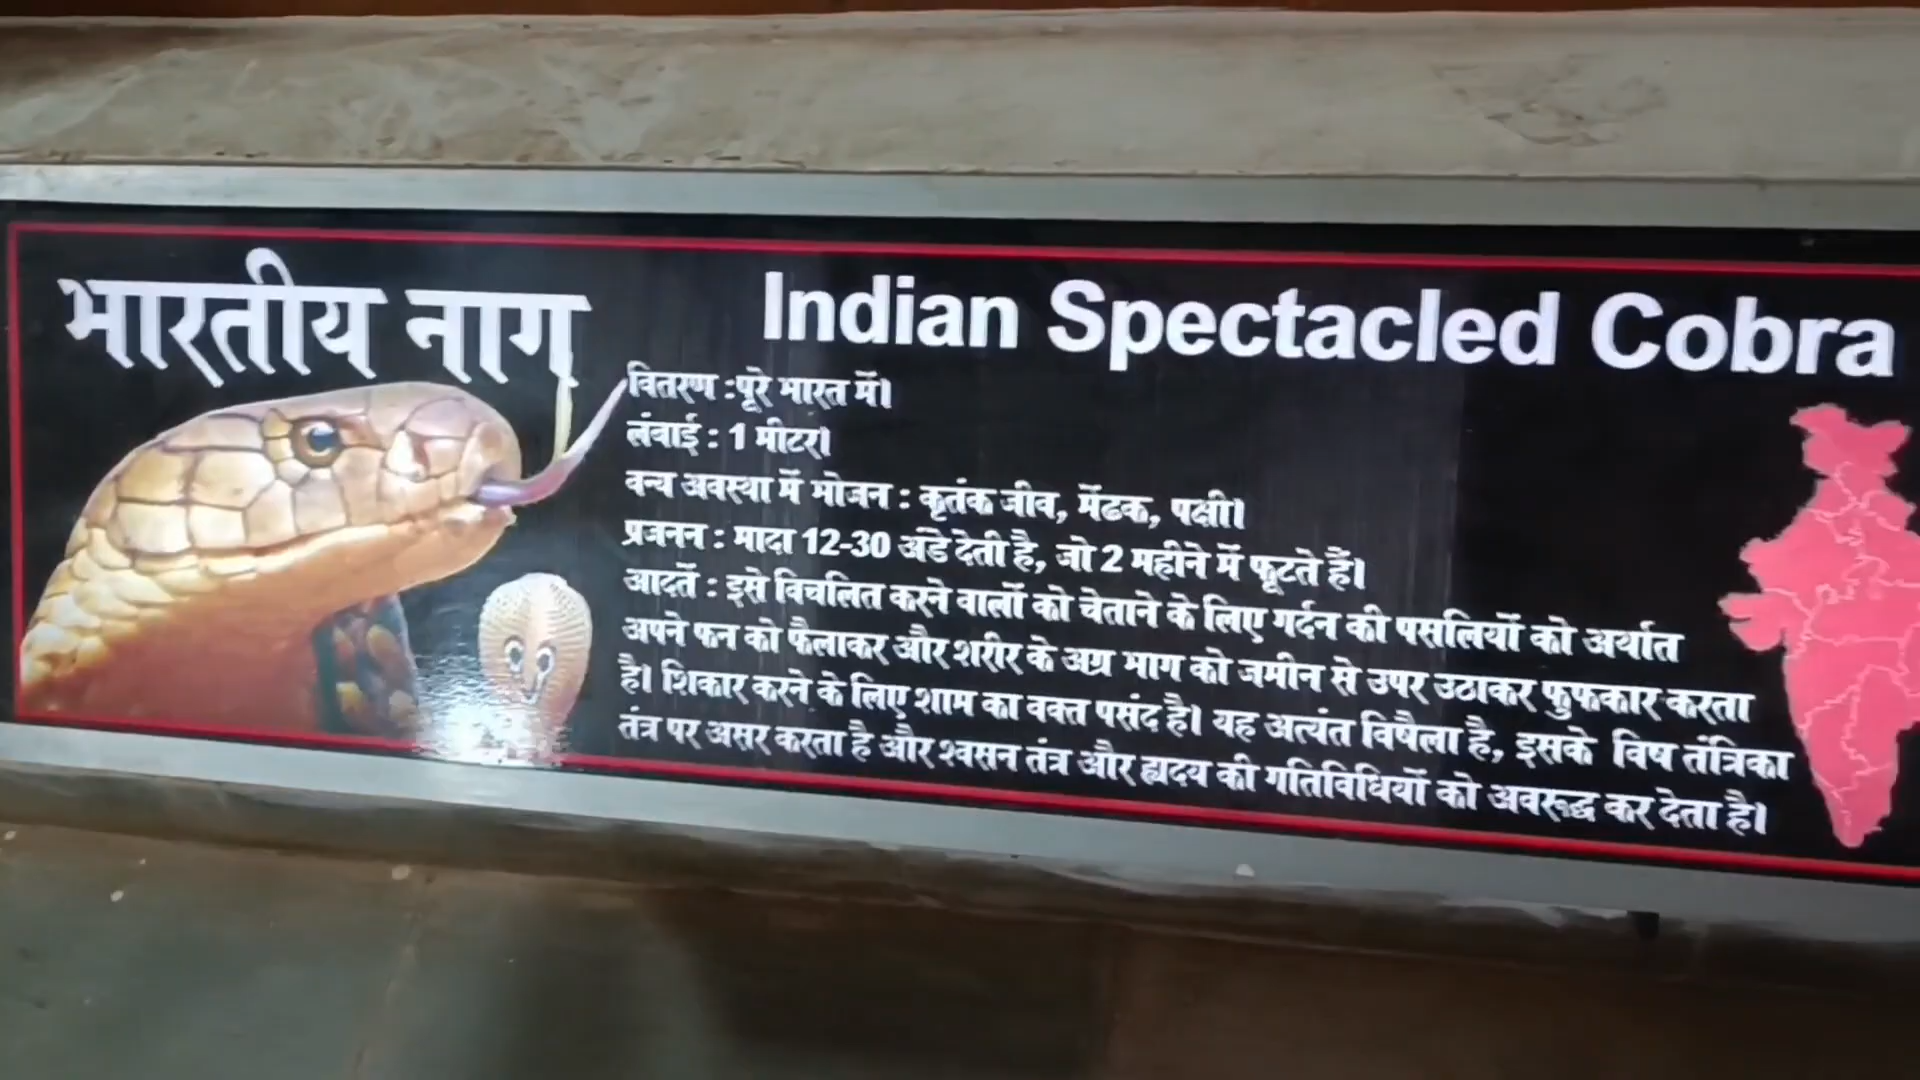 भारतीय नाग
Indian Spectacled Cobra
वितरण : पूरे भारत में।
लंबाई : 1 मीटर।
वन्य अवस्था में भोजन : कृतंक जीव, मेंढक, पक्षी।
प्रजनन : मादा 12-30 अंडे देती है, जो 2 महीने में फूटते हैं।
आदतें : इसे विचलित करने वालों को चेताने के लिए गर्दन की पसलियों को अर्थात
अपने फन को फैलाकर और शरीर के अग्र भाग को जमीन से उपर उठाकर फुफकार करता
है। शिकार करने के लिए शाम का वक्त पसंद है। यह अत्यंत विषैला है, इसके विष तंत्रिका
तंत्र पर असर करता है और श्वसन तंत्र और ह्यदय की गतिविधियों को अवरूद्ध कर देता है।